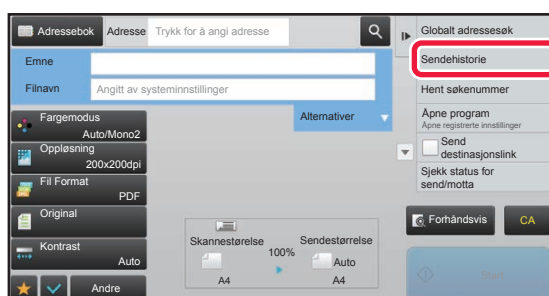 Adressebok
Adresse
Trykk for å angi adresse
Emne
Filnavn
Angitt av systeminnstillinger
Alternativer
Fargemodus
Auto/Mono2
Oppløsning
200x200dpi
Fil Format
PDF
Original
Kontrast
Auto
Andre
Skannestørelse
100%
Sendestørrelse
A4
Auto
A4
Globalt adressesøk
Sendehistorie
Hent søkenummer
Åpne program
Åpne registrerte innstillinger
Send
destinasjonslink
Sjekk status for
send/motta
Forhåndsvis
CA
Start